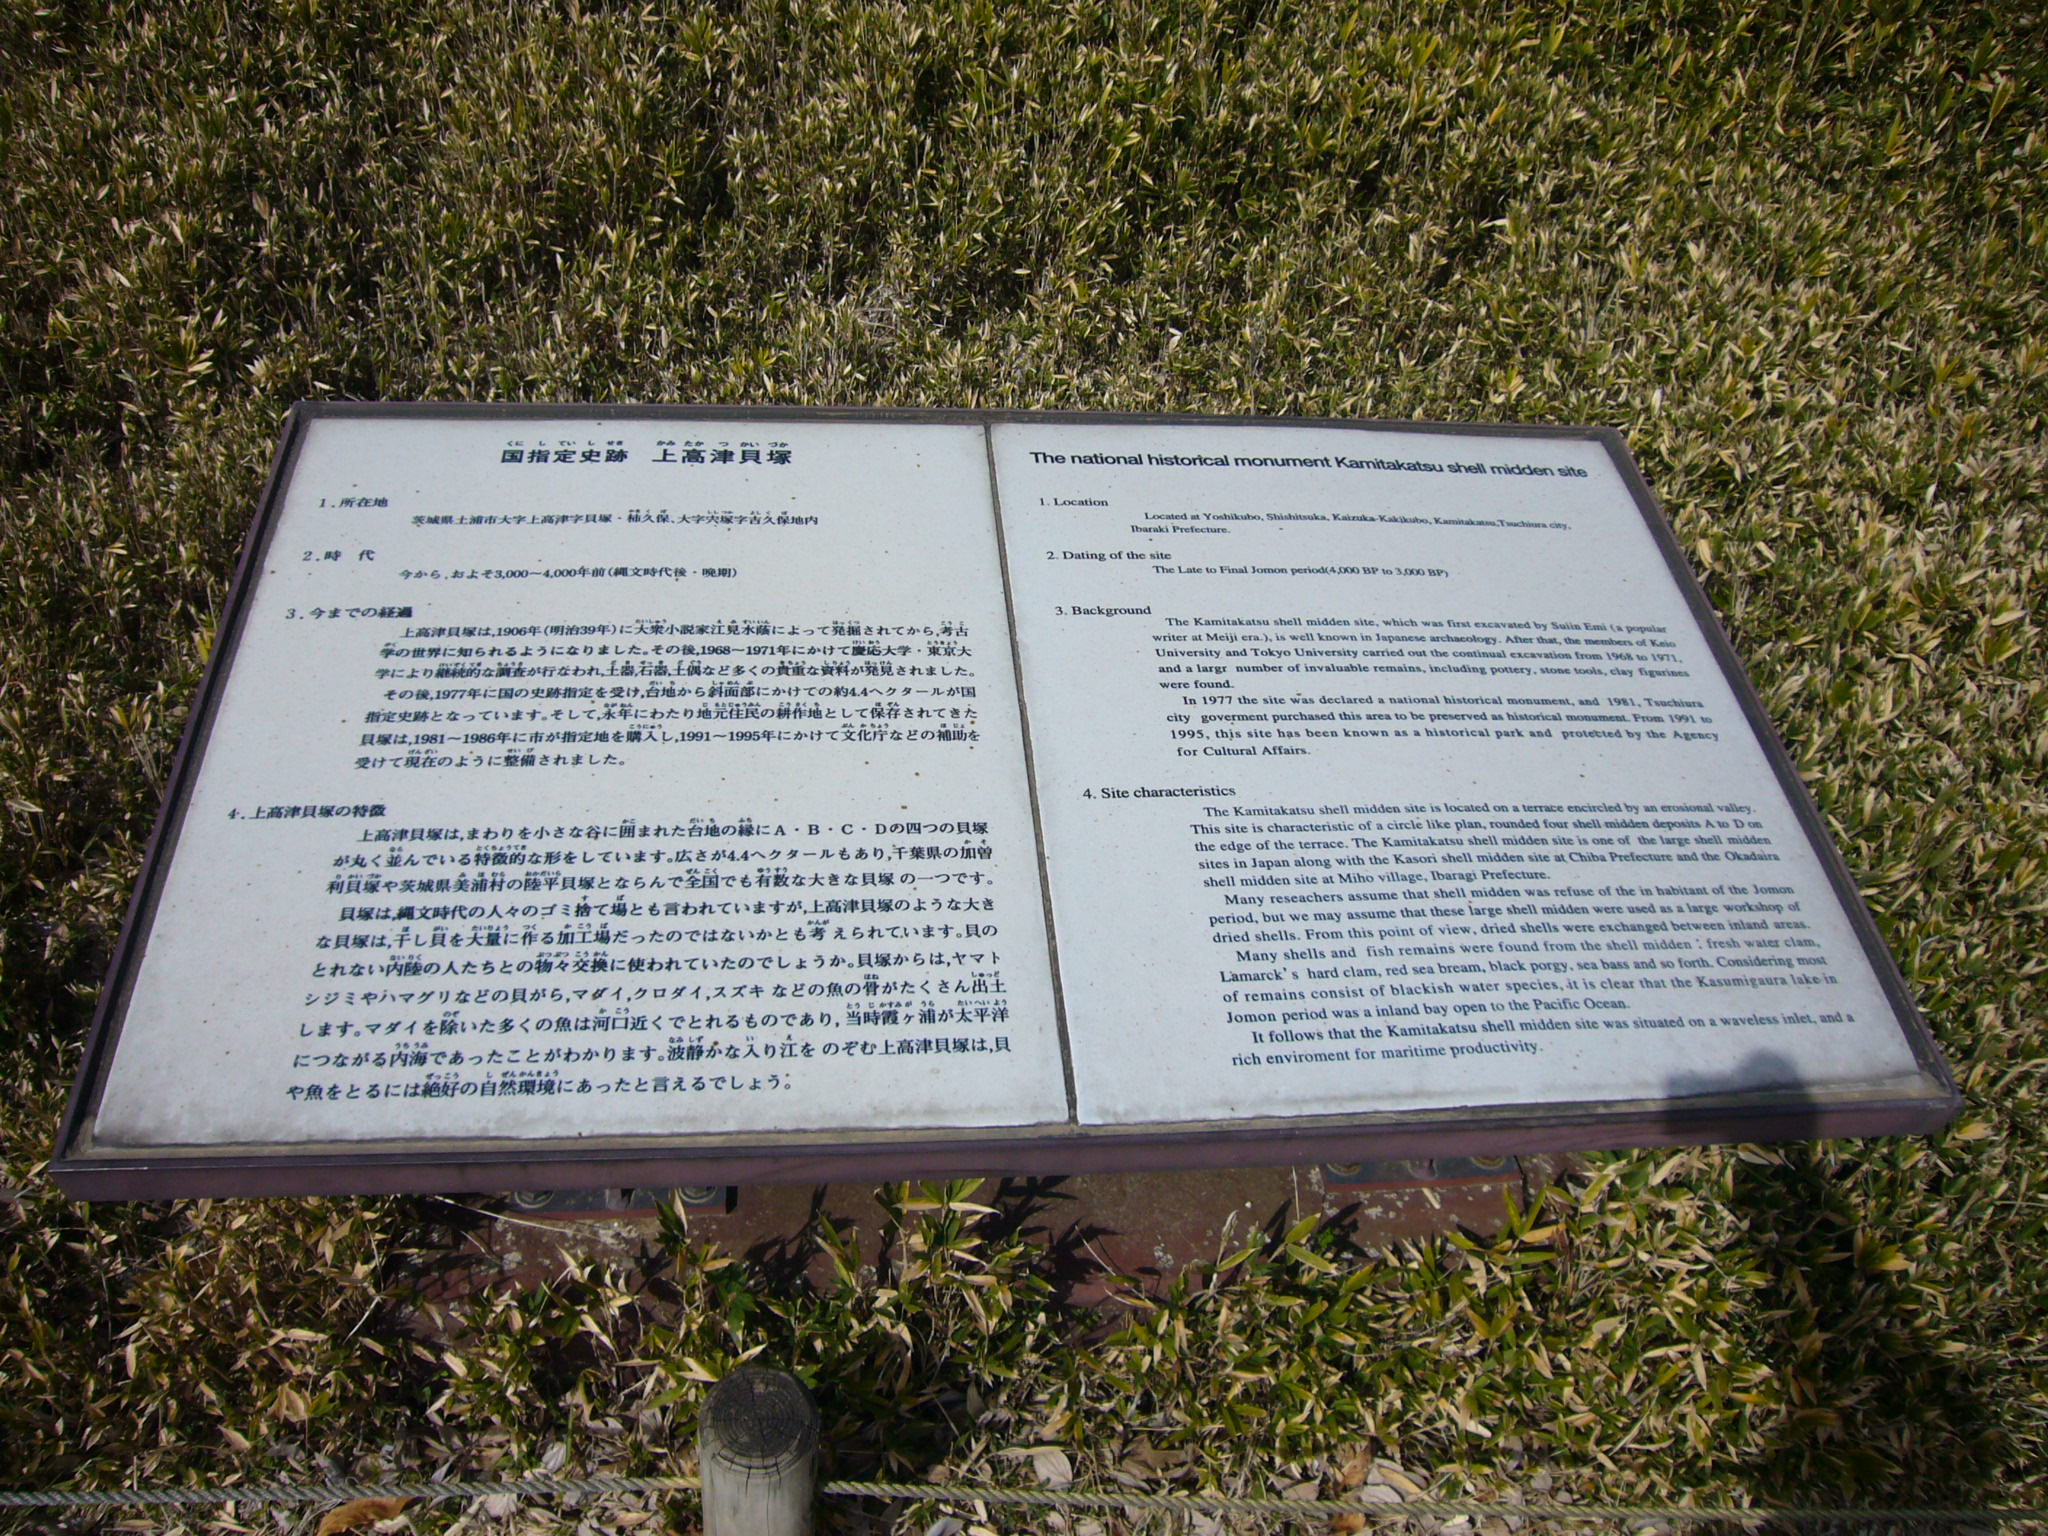 国指定史跡　上高津貝塚
1.所在地
茨城県土浦市大字上高津字貝塚・柿久保、大字宍塚字吉久保地内
2.時　代
今から、およそ3,000〜4,000年前(縄文時代後・晩期)
3.今までの経過
上高津貝塚は,1906年(明治39年)に大衆小説家江見水蔭によって発掘されてから,考古
学の世界に知られるようになりました。その後,1968〜1971年にかけて慶応大学・東京大
学により継続的な調査が行なわれ,土器,石器,土偶など多くの貴重な資料が発見されました。
その後,1977年に国の史跡指定を受け,台地から斜面部にかけての約4.4ヘクタールが国
指定史跡となっています。そして,永年にわたり地元住民の耕作地として保存されてきた
貝塚は,1981〜1986年に市が指定地を購入し,1991〜1995年にかけて文化庁などの補助を
受けて現在のように整備されました。
4.上高津貝塚の特徴
上高津貝塚は,まわりを小さな谷に囲まれた台地の縁にA・B・C・Dの四つの貝塚
が丸く並んでいる特徴的な形をしています。広さが4.4ヘクタールもあり,千葉県の加曽
利貝塚や茨城県美浦村の陸平貝塚とならんで全国でも有数な大きな貝塚の一つです。
貝塚は,縄文時代の人々のゴミ捨て場とも言われていますが,上高津貝塚のような大き
な貝塚は,干し貝を大量に作る加工場だったのではないかとも考えられています。貝の
とれない内陸の人たちとの物々交換に使われていたのでしょうか。貝塚からは,ヤマト
シジミやハマグリなどの貝がら,マダイ,クロダイ,スズキなどの魚の骨がたくさん出土
します。マダイを除いた多くの魚は河口近くでとれるものであり,当時霞ヶ浦が太平洋
につながる内海であったことがわかります。波静かな入り江をのぞむ上高津貝塚は,貝
や魚をとるには絶好の自然環境にあったと言えるでしょう。
The national historical monument Kamitakatsu shell midden site
1. Location
Located at Yoshikubo, Shishitsuka, Kaizuka-Kakikubo, Kamitakatsu,Tsuchiura city,
Ibaraki Prefecture.
2. Dating of the site
The Late to Final Jomon period(4,000 BP to 3,000 BP)
3. Background
The Kamitakatsu shell midden site, which was first excavated by Suiin Emi (a popular
writer at Meiji era.), is well known in Japanese archaeology. After that, the members of Keio
University and Tokyo University carried out the continual excavation from 1968 to 1971,
and a largr number of invaluable remains, including pottery, stone tools, clay figurines
were found.
In 1977 the site was declared a national historical monument, and 1981, Tsuchiura
city goverment purchased this area to be preserved as historical monument. From 1991 to
1995, this site has been known as a historical park and protected by the Agency
for Cultural Affairs.
4. Site characteristics
The Kamitakatsu shell midden site is located on a terrace encircled by an erosional valley.
This site is characteristic of a circle like plan, rounded four shell midden deposits A to D on
the edge of the terrace. The Kamitakatsu shell midden site is one of the large shell midden
sites in Japan along with the Kasori shell midden site at Chiba Prefecture and the Okadaira
shell midden site at Miho village, Ibaragi Prefecture.
Many reseachers assume that shell midden was refuse of the in habitant of the Jomon
period, but we may assume that these large shell midden were used as a large workshop of
dried shells. From this point of view, dried shells were exchanged between inland areas.
Many shells and fish remains were found from the shell midden : fresh water clam,
Lamarck's hard clam, red sea bream, black porgy, sea bass and so forth. Considering most
of remains consist of blackish water species, it is clear that the Kasumigaura lake in
Jomon period was a inland bay open to the Pacific Ocean.
It follows that the Kamitakatsu shell midden site was situated on a waveless inlet, and a
rich enviroment for maritime productivity.